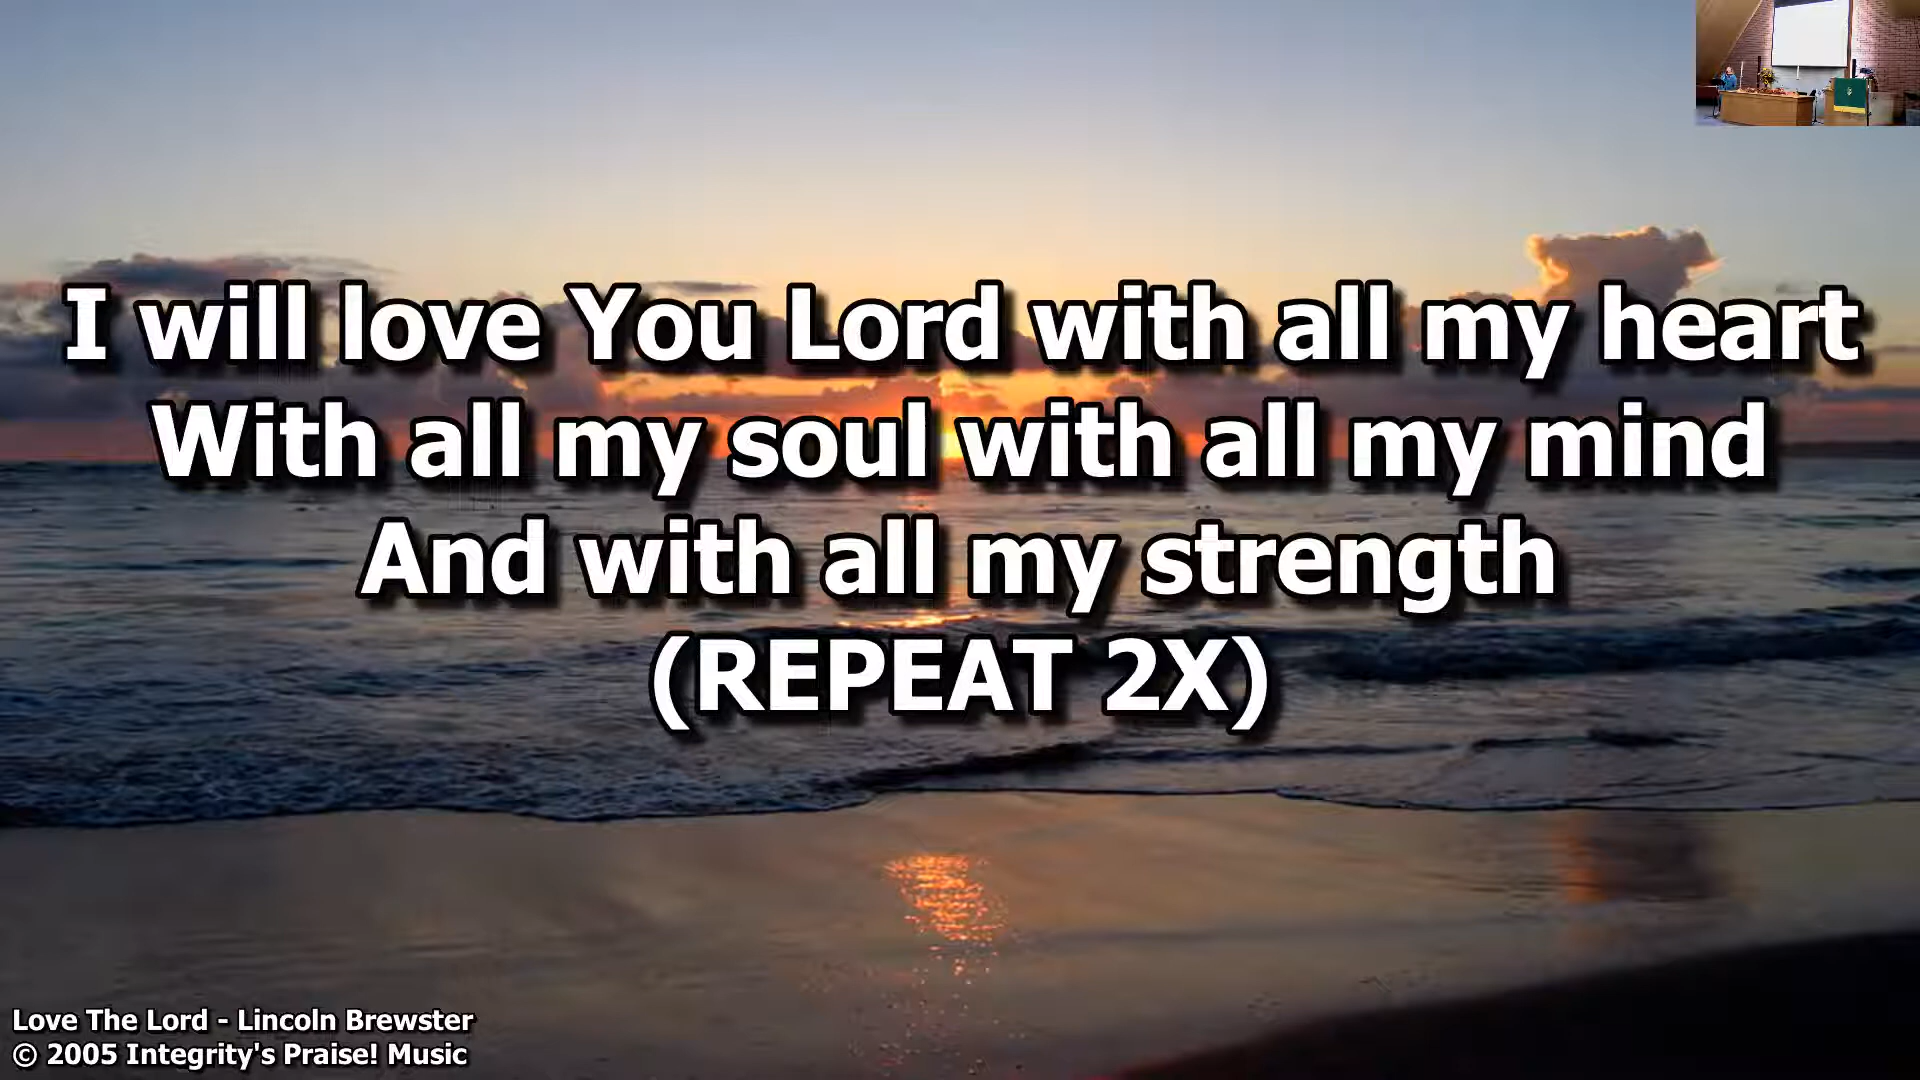 I will love You Lord with all my heart
With all my soul with all my mind
And with all my strength
(REPEAT 2X)
Love The Lord - Lincoln Brewster
© 2005 Integrity's Praise! Music